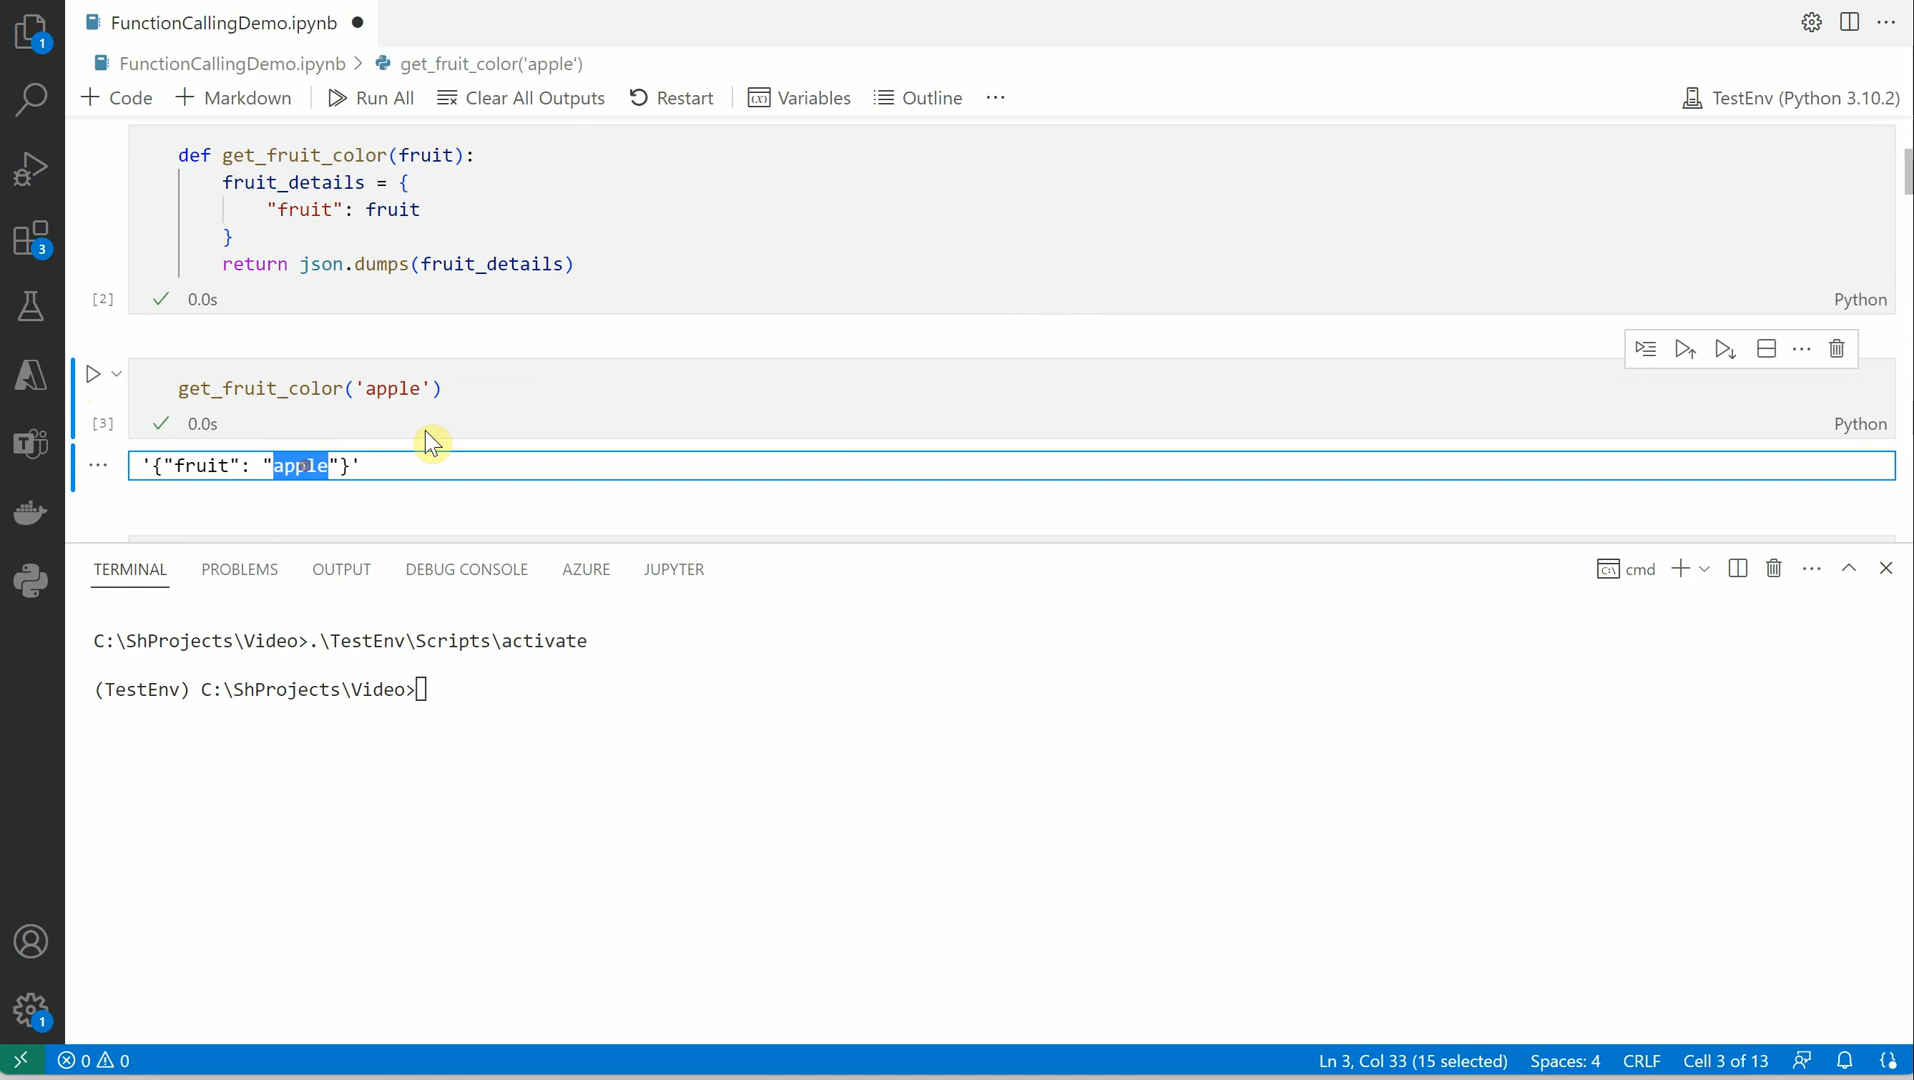 FunctionCallingDemo.ipynb ●
FunctionCallingDemo.ipynb > get_fruit_color('apple')
+ Code + Markdown Run All Clear All Outputs Restart Variables Outline ··· TestEnv (Python 3.10.2)
def get_fruit_color(fruit):
fruit_details = {
"fruit": fruit
}
return json.dumps(fruit_details)
[2] ✓ 0.0s Python
get_fruit_color('apple')
[3] ✓ 0.0s Python
··· '{"fruit": "apple"}'
TERMINAL PROBLEMS OUTPUT DEBUG CONSOLE AZURE JUPYTER cmd
C:\ShProjects\Video>.\TestEnv\Scripts\activate
(TestEnv) C:\ShProjects\Video>
0 0 Ln 3, Col 33 (15 selected) Spaces: 4 CRLF Cell 3 of 13
1
3
1